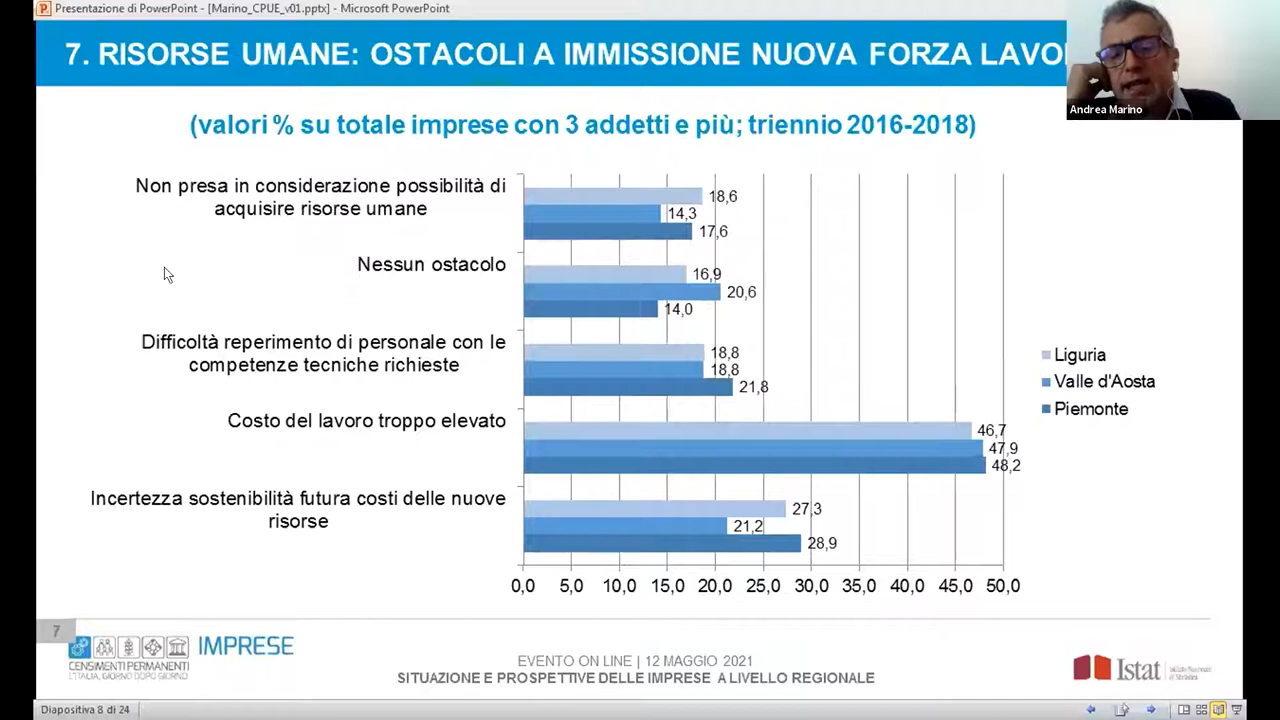 Presentazione di PowerPoint - [Marino_CPUE_v01.pptx] - Microsoft PowerPoint
7. RISORSE UMANE: OSTACOLI A IMMISSIONE NUOVA FORZA LAVO
Andrea Marino
(valori % su totale imprese con 3 addetti e più; triennio 2016-2018)
Non presa in considerazione possibilità di
acquisire risorse umane
18,6
14,3
17,6
Nessun ostacolo
16,9
20,6
14,0
Difficoltà reperimento di personale con le
competenze tecniche richieste
18,8
18,8
21,8
Costo del lavoro troppo elevato
46,7
47,9
48,2
Incertezza sostenibilità futura costi delle nuove
risorse
27,3
21,2
28,9
0,0 5,0 10,0 15,0 20,0 25,0 30,0 35,0 40,0 45,0 50,0
Liguria
Valle d'Aosta
Piemonte
7
IMPRESE
CENSIMENTI PERMANENTI
L'ITALIA, GIORNO DOPO GIORNO
EVENTO ON LINE | 12 MAGGIO 2021
SITUAZIONE E PROSPETTIVE DELLE IMPRESE A LIVELLO REGIONALE
Istat
Diapositiva 8 di 24